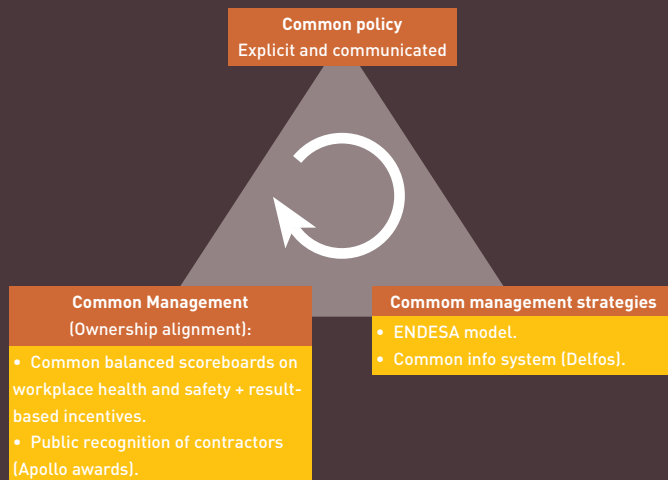 Common policy
Explicit and communicated
Common Management
(Ownership alignment):
• Common balanced scoreboards on
workplace health and safety + result-
based incentives.
• Public recognition of contractors
(Apollo awards).
Commom management strategies
• ENDESA model.
• Common info system (Delfos).